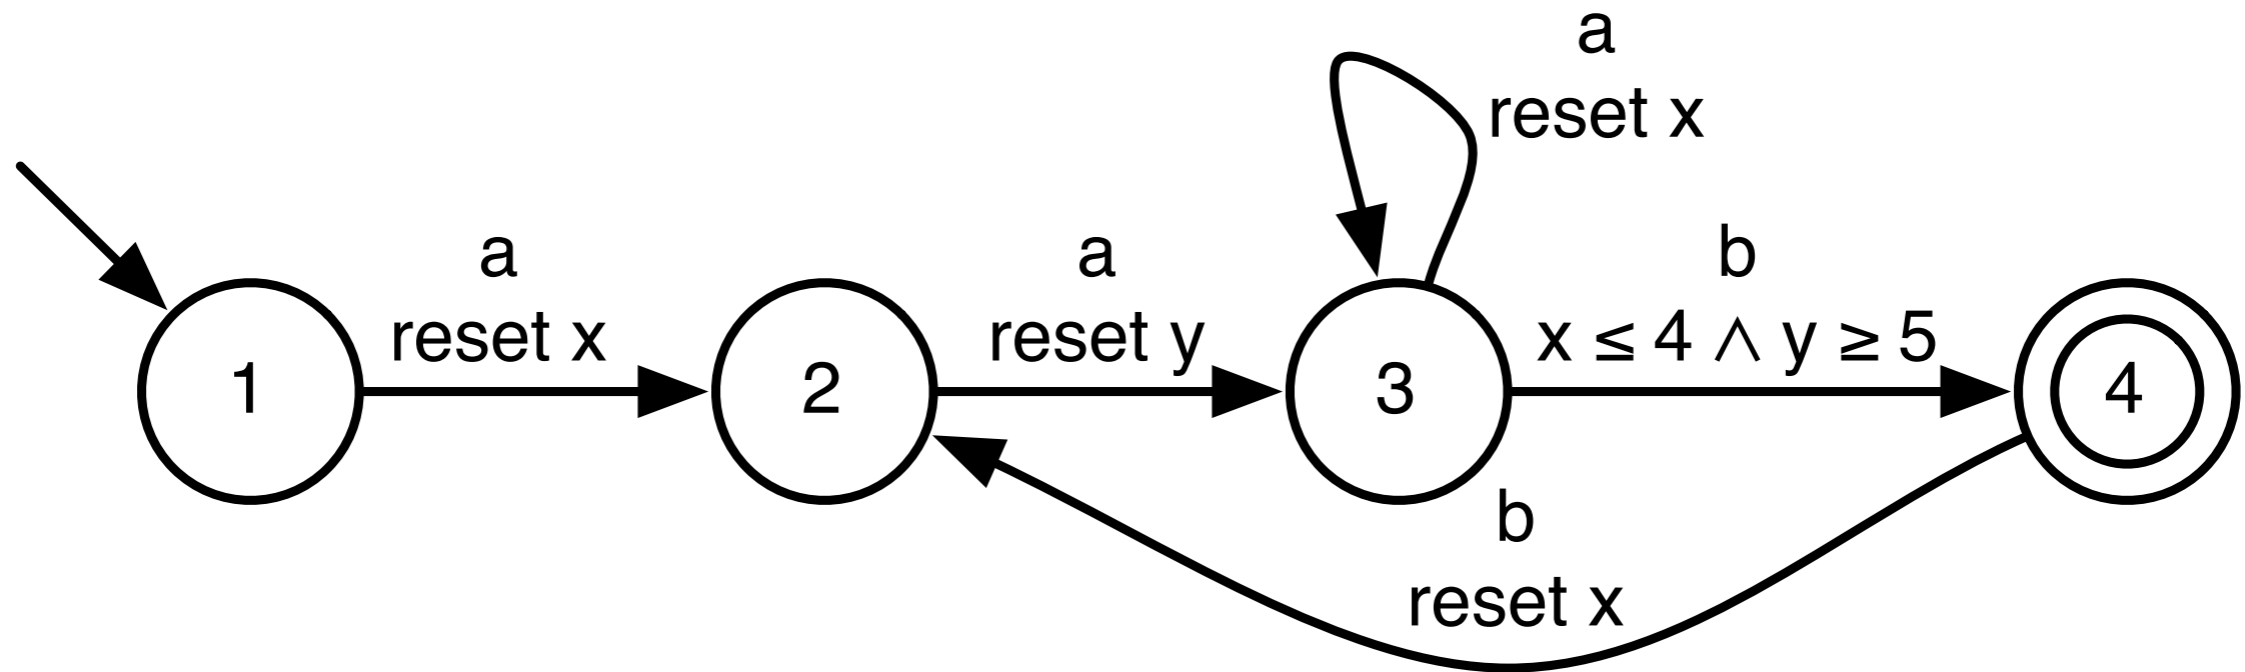 a
reset x
a
reset x
a
reset y
b
x ≤ 4 ∧ y ≥ 5
1
2
3
4
b
reset x